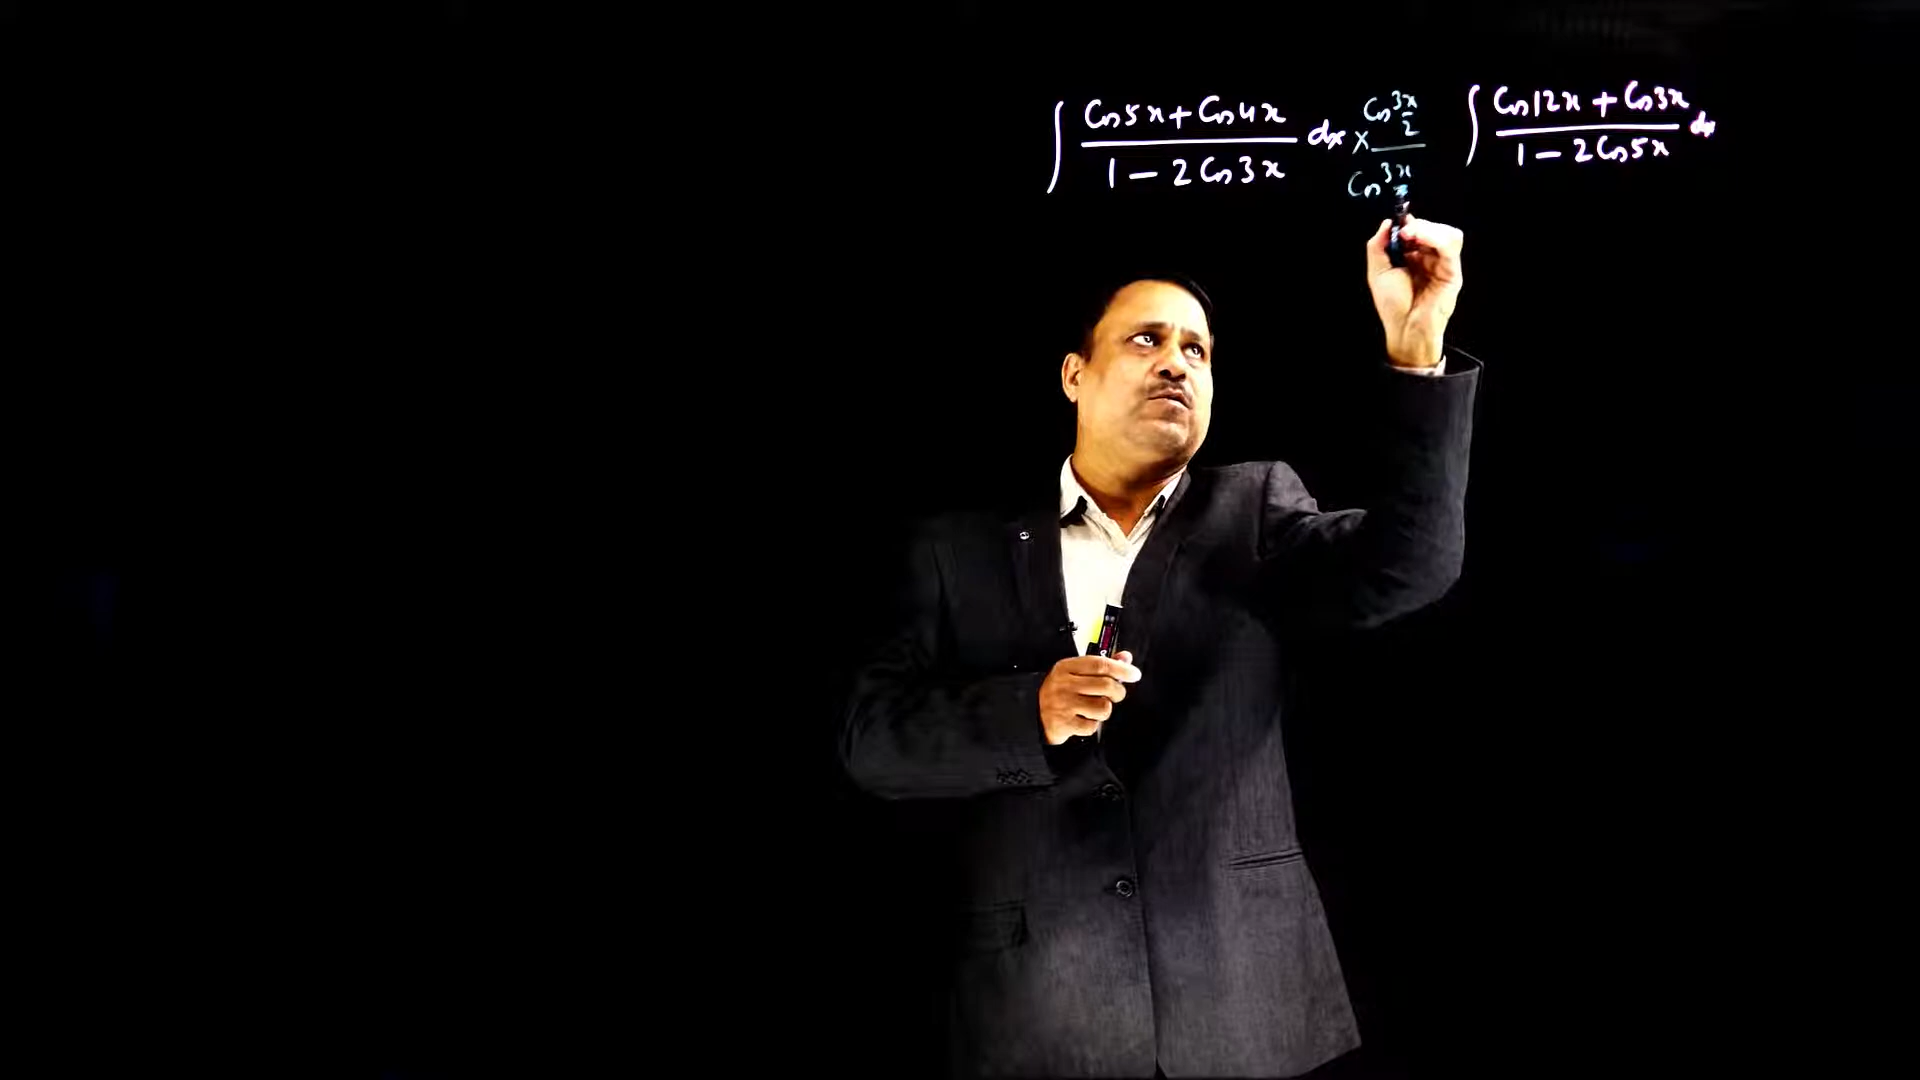 ∫ (Cos5x + Cos4x)/(1 - 2Cos3x) dx × (Cos 3x/2)/(Cos 3x/2)
∫ (Cos12x + Cos3x)/(1 - 2Cos5x) dx